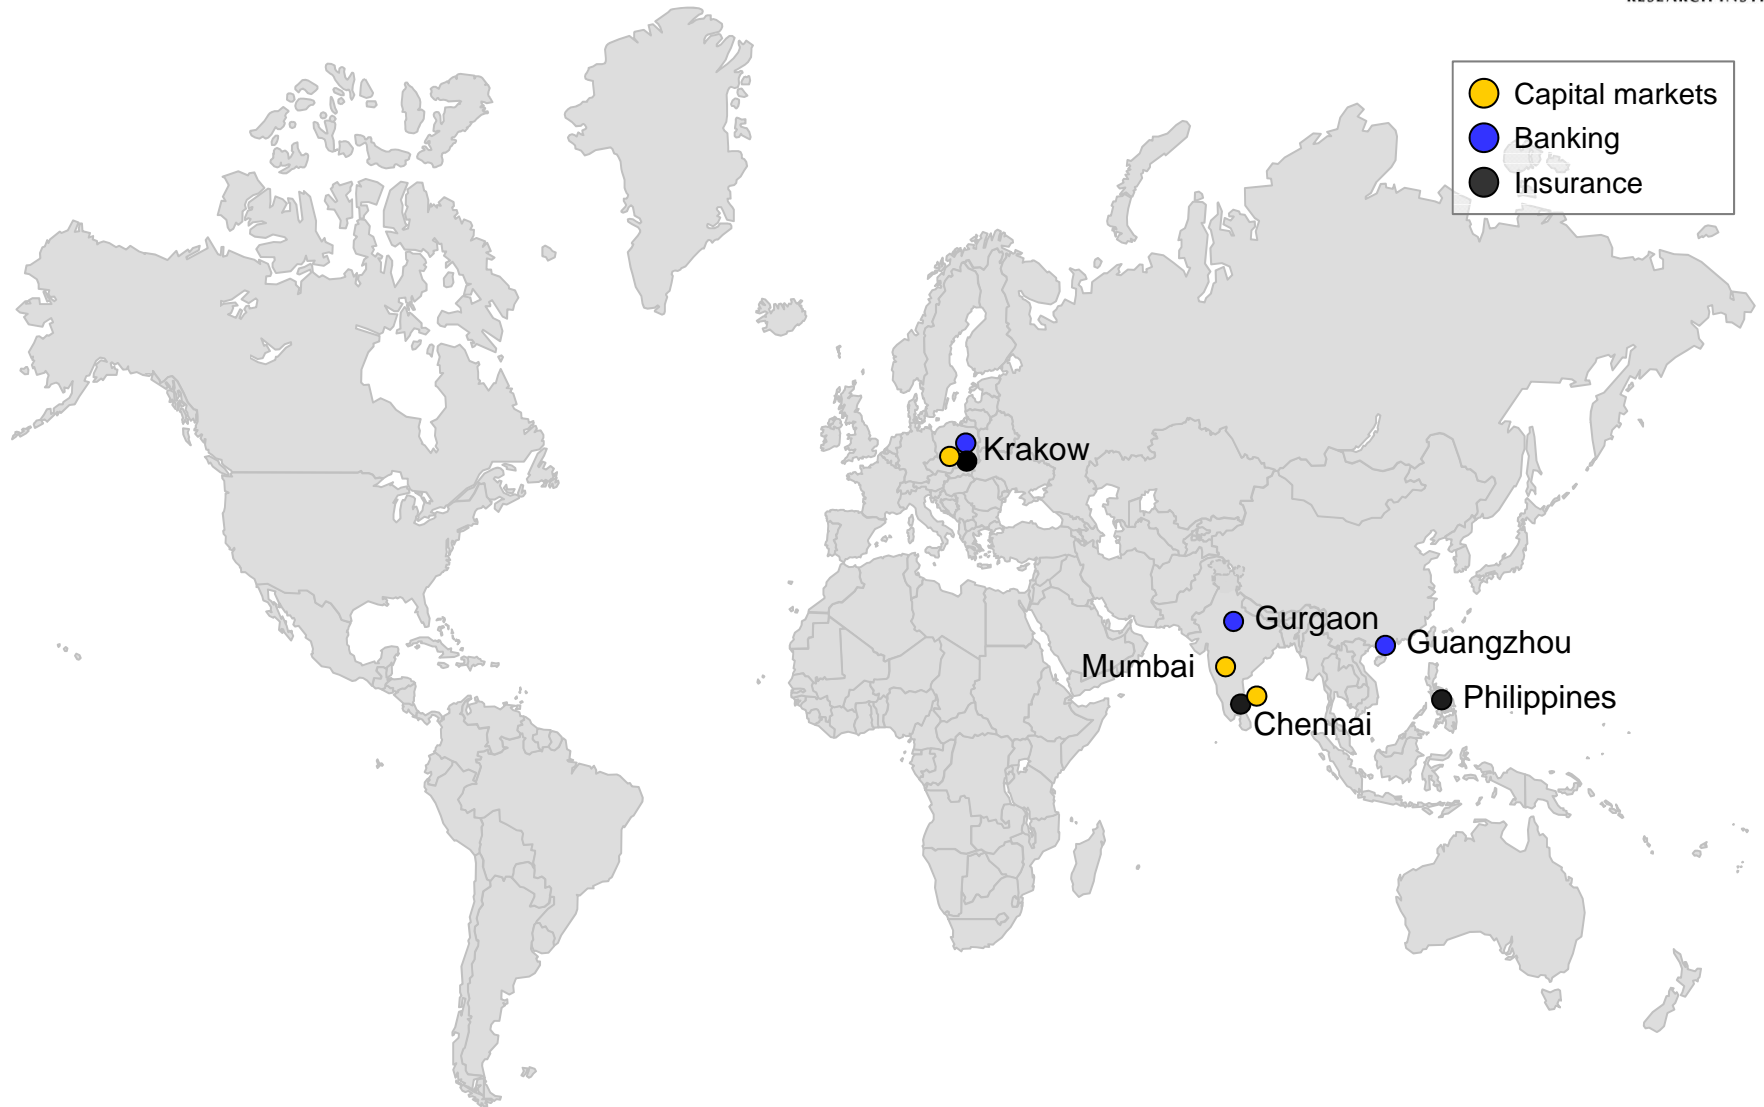 Capital markets
Banking
Insurance
Krakow
Gurgaon
Guangzhou
Mumbai
Philippines
Chennai